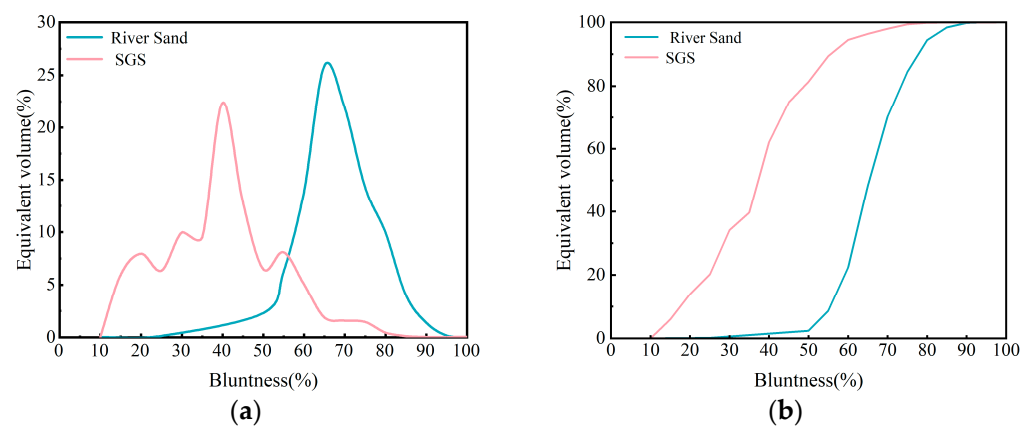 30
25
20
15
10
5
0
Equivalent volume(%)
River Sand
SGS
0 10 20 30 40 50 60 70 80 90 100
Bluntness(%)
(a)
100
80
60
40
20
0
Equivalent volume(%)
River Sand
SGS
0 10 20 30 40 50 60 70 80 90 100
Bluntness(%)
(b)